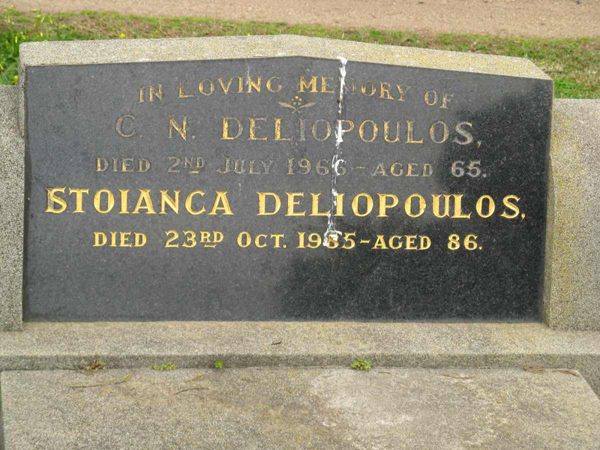 IN LOVING MEMORY OF
C. N. DELIOPOULOS,
DIED 2ND JULY 1966 - AGED 65.
STOIANCA DELIOPOULOS,
DIED 23RD OCT. 1985 - AGED 86.